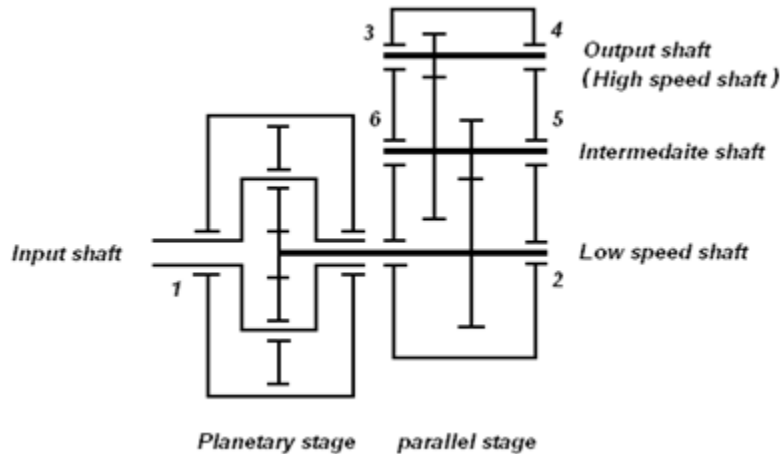 3
4
Output shaft
(High speed shaft)
6
5
Intermedaite shaft
Input shaft
Low speed shaft
1
2
Planetary stage
parallel stage